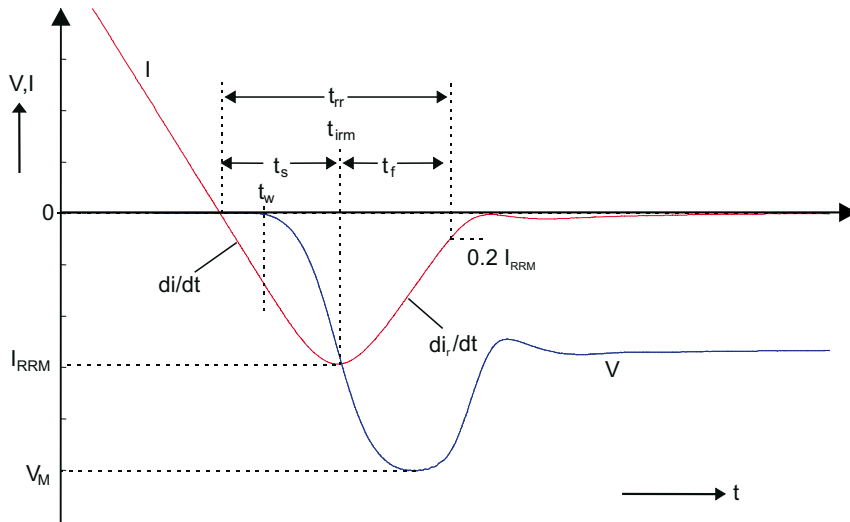 I
V,I
t_rr
t_irm
t_s
t_f
t_w
0
0.2 I_RRM
di/dt
di_r/dt
I_RRM
V
V_M
t